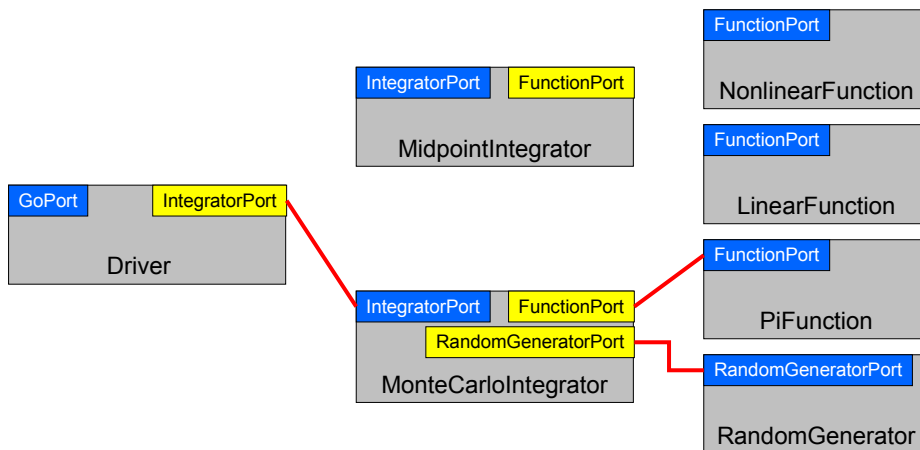 FunctionPort
NonlinearFunction
IntegratorPort FunctionPort
MidpointIntegrator
FunctionPort
LinearFunction
GoPort IntegratorPort
Driver
FunctionPort
PiFunction
IntegratorPort FunctionPort
RandomGeneratorPort
MonteCarloIntegrator
RandomGeneratorPort
RandomGenerator